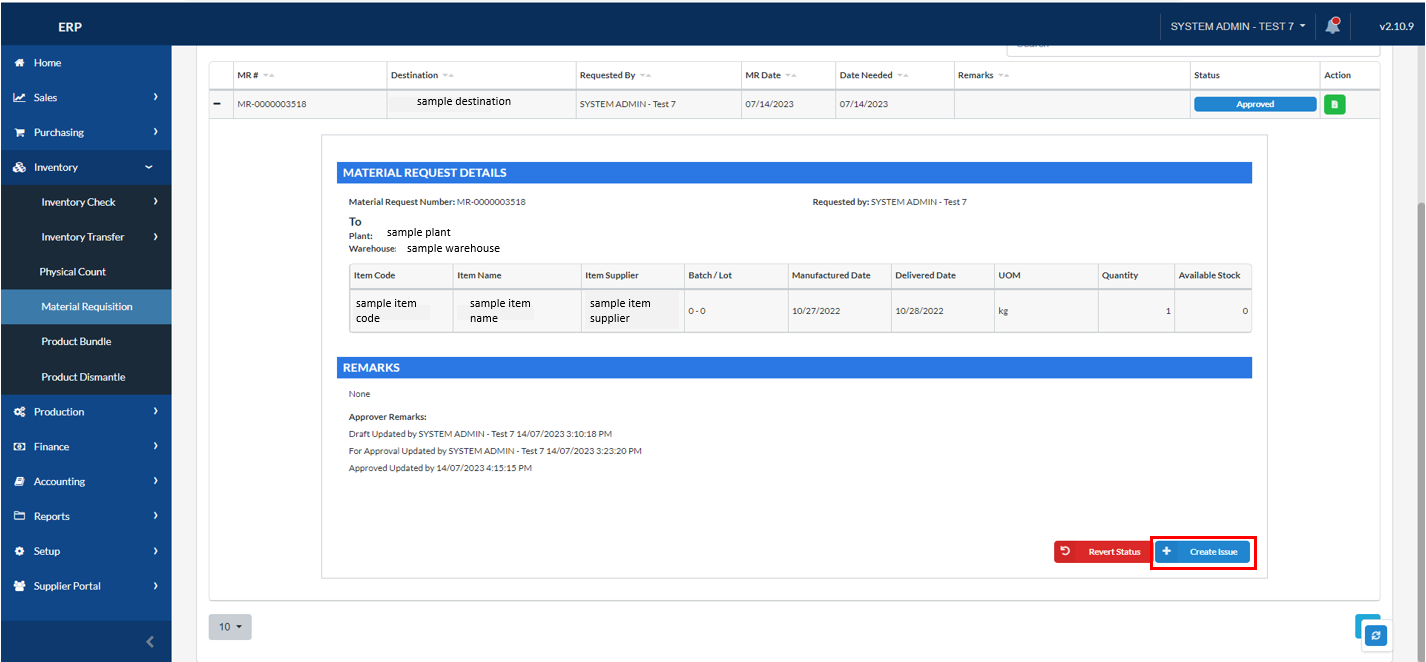 ERP
SYSTEM ADMIN - TEST 7
v2.10.9
Home
Sales
Purchasing
Inventory
Inventory Check
Inventory Transfer
Physical Count
Material Requisition
Product Bundle
Product Dismantle
Production
Finance
Accounting
Reports
Setup
Supplier Portal
Search
MR # Destination Requested By MR Date Date Needed Remarks Status Action
MR-0000003518 sample destination SYSTEM ADMIN - Test 7 07/14/2023 07/14/2023 Approved
MATERIAL REQUEST DETAILS
Material Request Number: MR-0000003518 Requested by: SYSTEM ADMIN - Test 7
To
Plant: sample plant
Warehouse: sample warehouse
Item Code Item Name Item Supplier Batch / Lot Manufactured Date Delivered Date UOM Quantity Available Stock
sample item sample item sample item
code name supplier 0 - 0 10/27/2022 10/28/2022 kg 1 0
REMARKS
None
Approver Remarks:
Draft Updated by SYSTEM ADMIN - Test 7 14/07/2023 3:10:18 PM
For Approval Updated by SYSTEM ADMIN - Test 7 14/07/2023 3:23:20 PM
Approved Updated by 14/07/2023 4:15:15 PM
Revert Status Create Issue
10